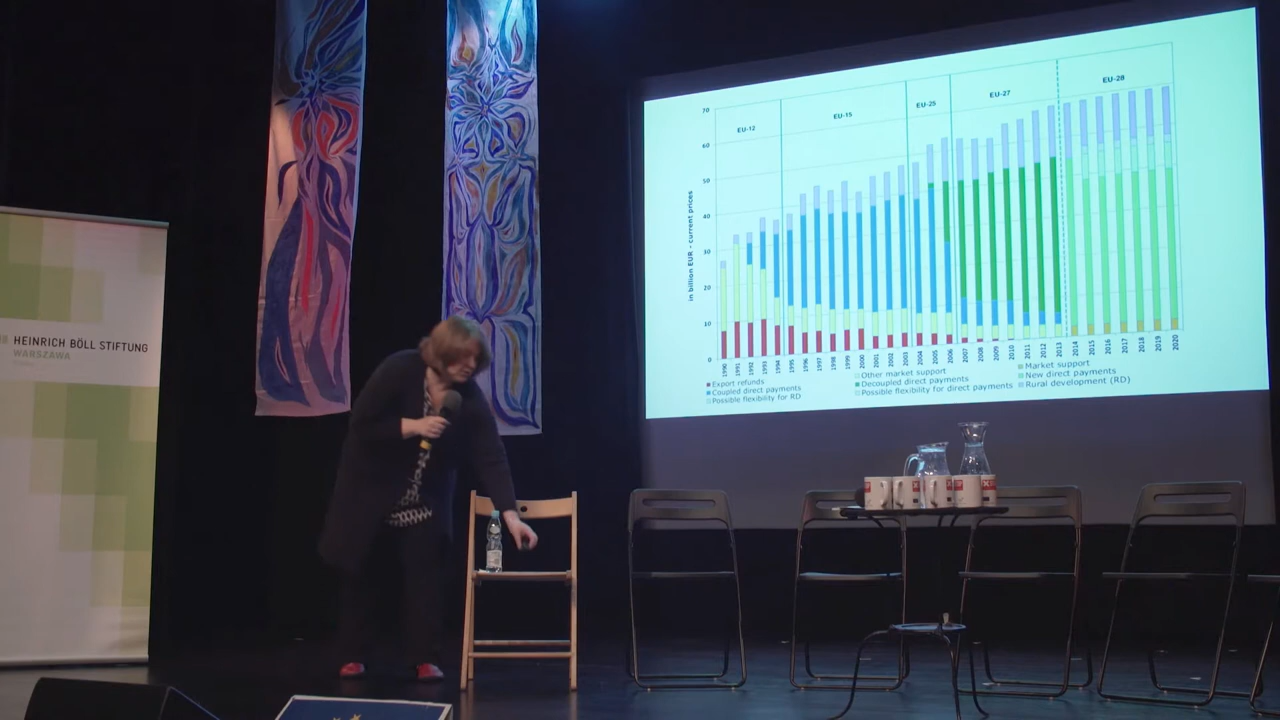 HEINRICH BÖLL STIFTUNG
WARSZAWA
EU-12
EU-15
EU-25
EU-27
EU-28
in billion EUR - current prices
70
60
50
40
30
20
10
0
1990 1991 1992 1993 1994 1995 1996 1997 1998 1999 2000 2001 2002 2003 2004 2005 2006 2007 2008 2009 2010 2011 2012 2013 2014 2015 2016 2017 2018 2019 2020
Export refunds
Other market support
Market support
Coupled direct payments
Decoupled direct payments
New direct payments
Possible flexibility for RD
Possible flexibility for direct payments
Rural development (RD)